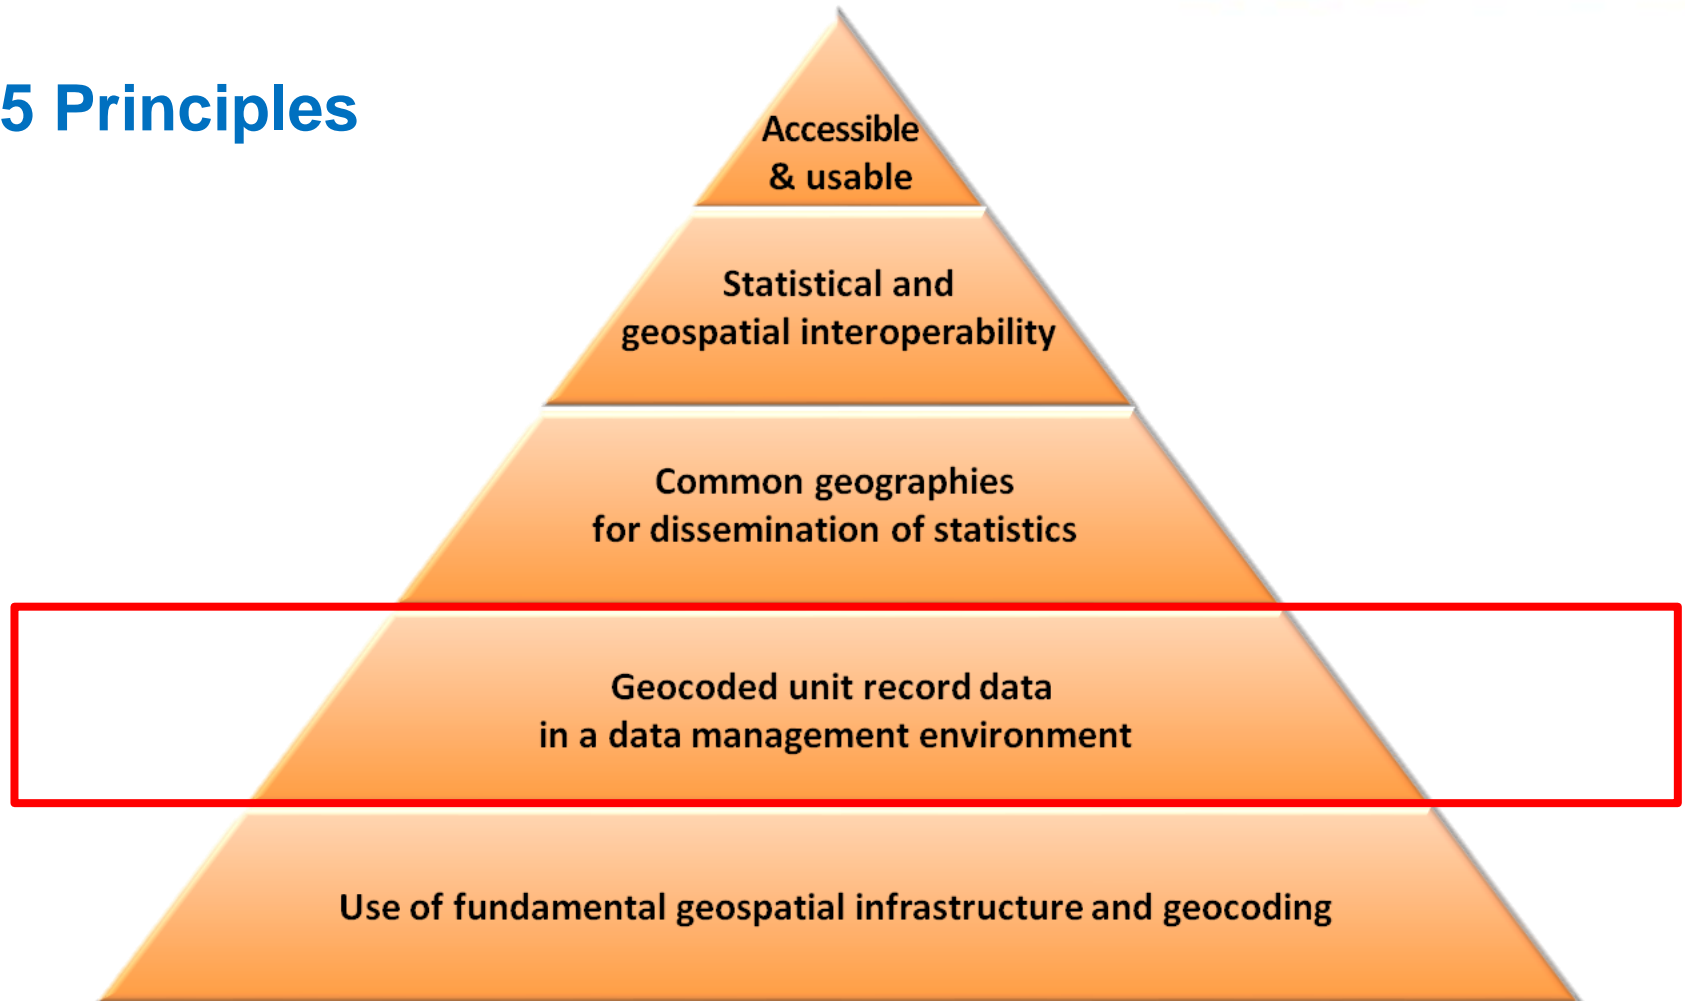 5 Principles
Accessible
& usable
Statistical and
geospatial interoperability
Common geographies
for dissemination of statistics
Geocoded unit record data
in a data management environment
Use of fundamental geospatial infrastructure and geocoding